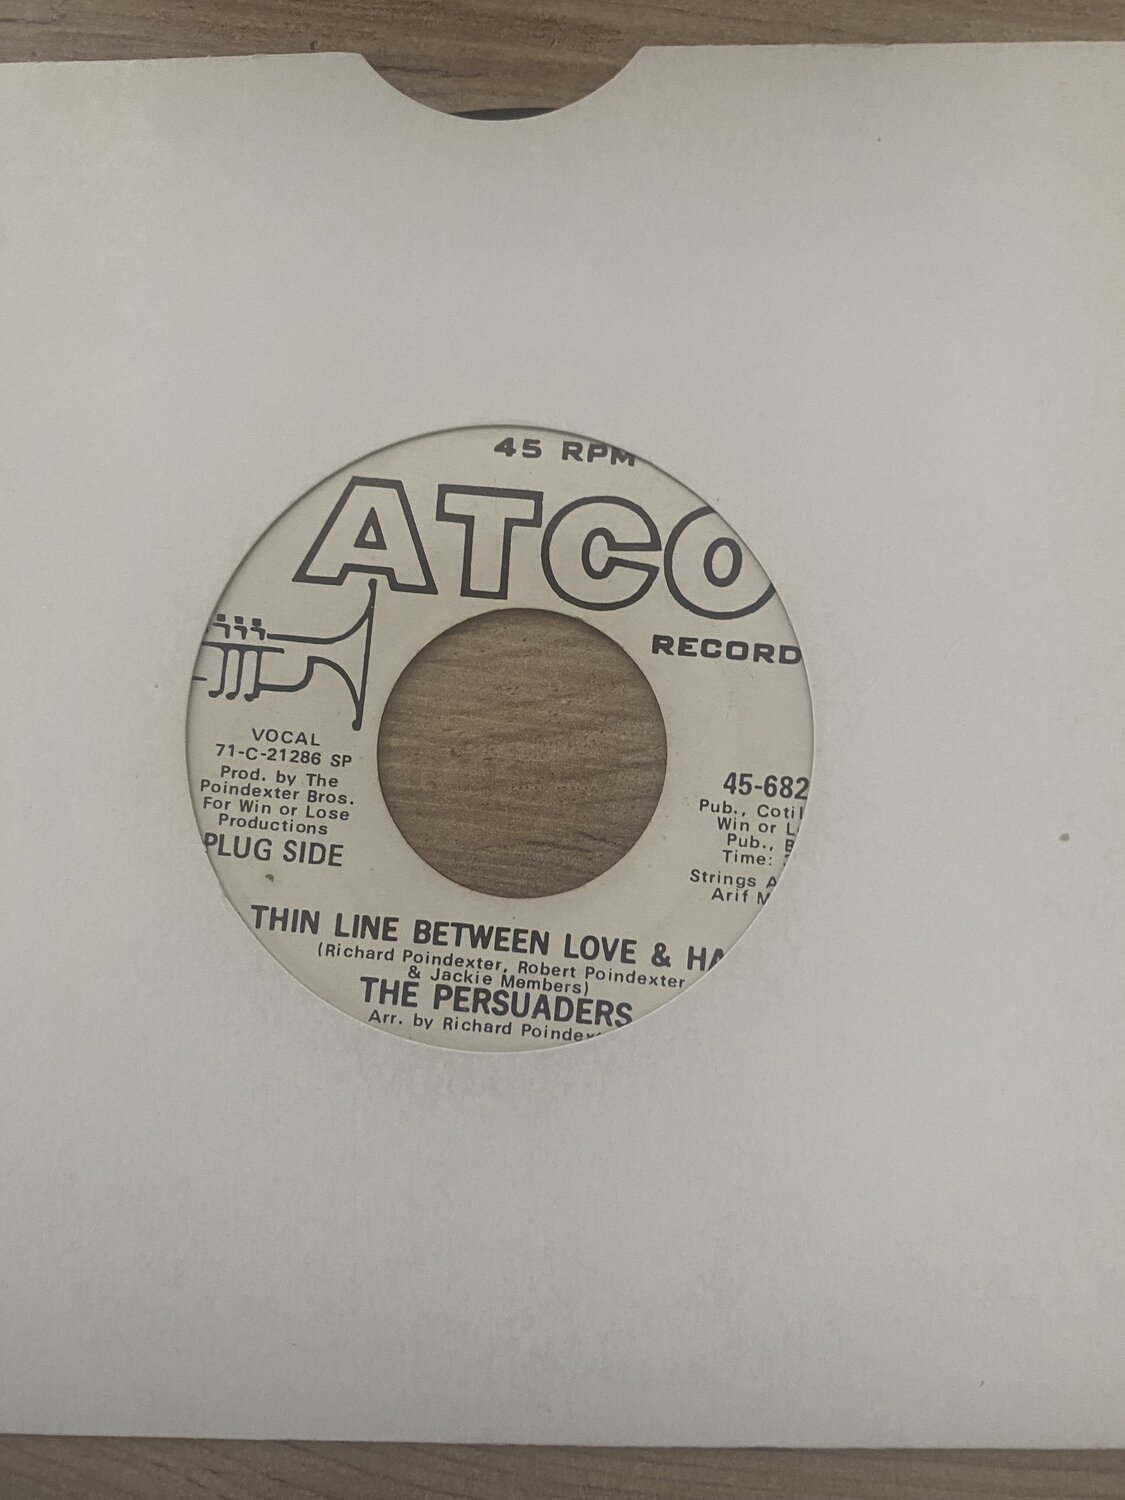 45 RPM
ATCO
RECORD
VOCAL
71-C-21286 SP
Prod. by The
Poindexter Bros.
For Win or Lose
Productions
PLUG SIDE
45-682
Pub., Coti
Win or L
Pub., B
Time:
Strings A
Arif M
THIN LINE BETWEEN LOVE & HA
(Richard Poindexter, Robert Poindexter
& Jackie Members)
THE PERSUADERS
Arr. by Richard Poindex